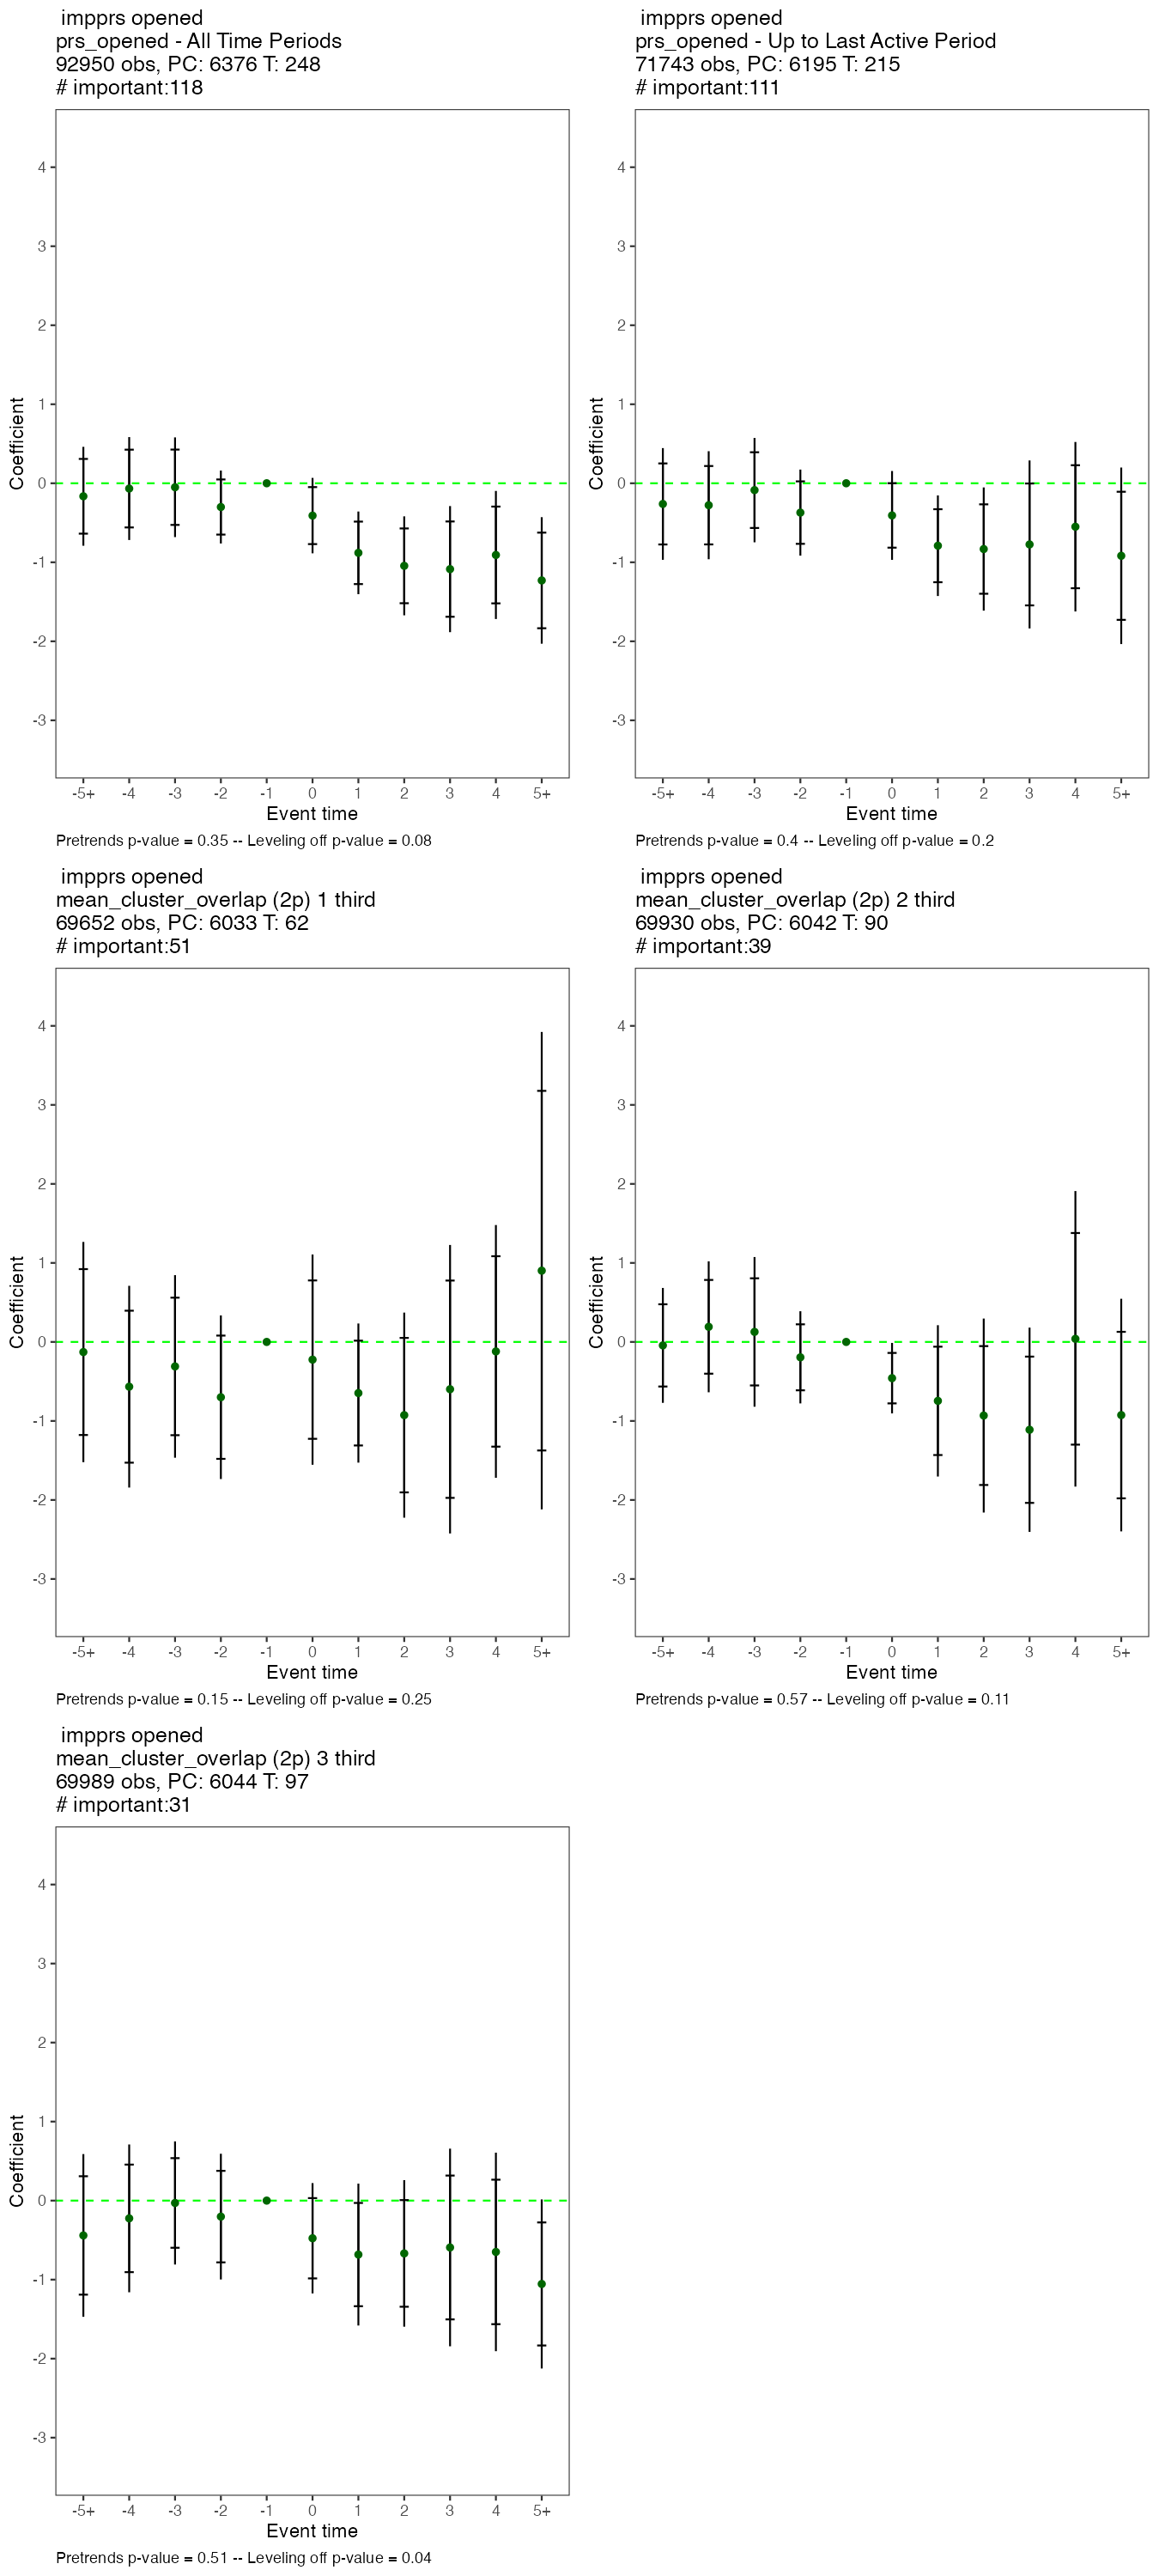 impprs opened
prs_opened - All Time Periods
92950 obs, PC: 6376 T: 248
# important:118
4
3
2
1
0
-1
-2
-3
Coefficient
-5+ -4 -3 -2 -1 0 1 2 3 4 5+
Event time
Pretrends p-value = 0.35 -- Leveling off p-value = 0.08
impprs opened
prs_opened - Up to Last Active Period
71743 obs, PC: 6195 T: 215
# important:111
4
3
2
1
0
-1
-2
-3
Coefficient
-5+ -4 -3 -2 -1 0 1 2 3 4 5+
Event time
Pretrends p-value = 0.4 -- Leveling off p-value = 0.2
impprs opened
mean_cluster_overlap (2p) 1 third
69652 obs, PC: 6033 T: 62
# important:51
4
3
2
1
0
-1
-2
-3
Coefficient
-5+ -4 -3 -2 -1 0 1 2 3 4 5+
Event time
Pretrends p-value = 0.15 -- Leveling off p-value = 0.25
impprs opened
mean_cluster_overlap (2p) 2 third
69930 obs, PC: 6042 T: 90
# important:39
4
3
2
1
0
-1
-2
-3
Coefficient
-5+ -4 -3 -2 -1 0 1 2 3 4 5+
Event time
Pretrends p-value = 0.57 -- Leveling off p-value = 0.11
impprs opened
mean_cluster_overlap (2p) 3 third
69989 obs, PC: 6044 T: 97
# important:31
4
3
2
1
0
-1
-2
-3
Coefficient
-5+ -4 -3 -2 -1 0 1 2 3 4 5+
Event time
Pretrends p-value = 0.51 -- Leveling off p-value = 0.04